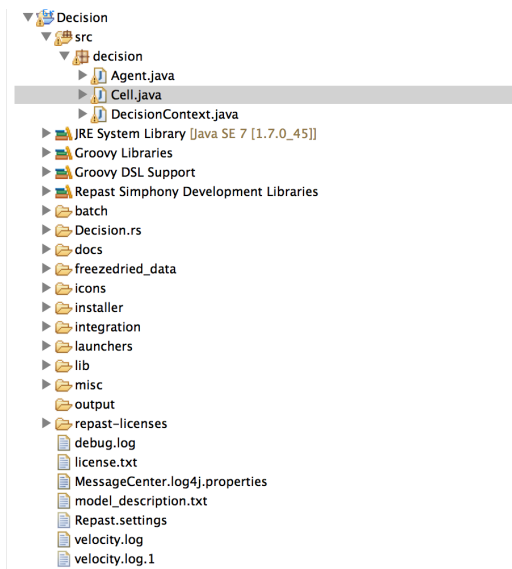 Decision
src
decision
Agent.java
Cell.java
DecisionContext.java
JRE System Library [Java SE 7 [1.7.0_45]]
Groovy Libraries
Groovy DSL Support
Repast Simphony Development Libraries
batch
Decision.rs
docs
freezedried_data
icons
installer
integration
launchers
lib
misc
output
repast-licenses
debug.log
license.txt
MessageCenter.log4j.properties
model_description.txt
Repast.settings
velocity.log
velocity.log.1